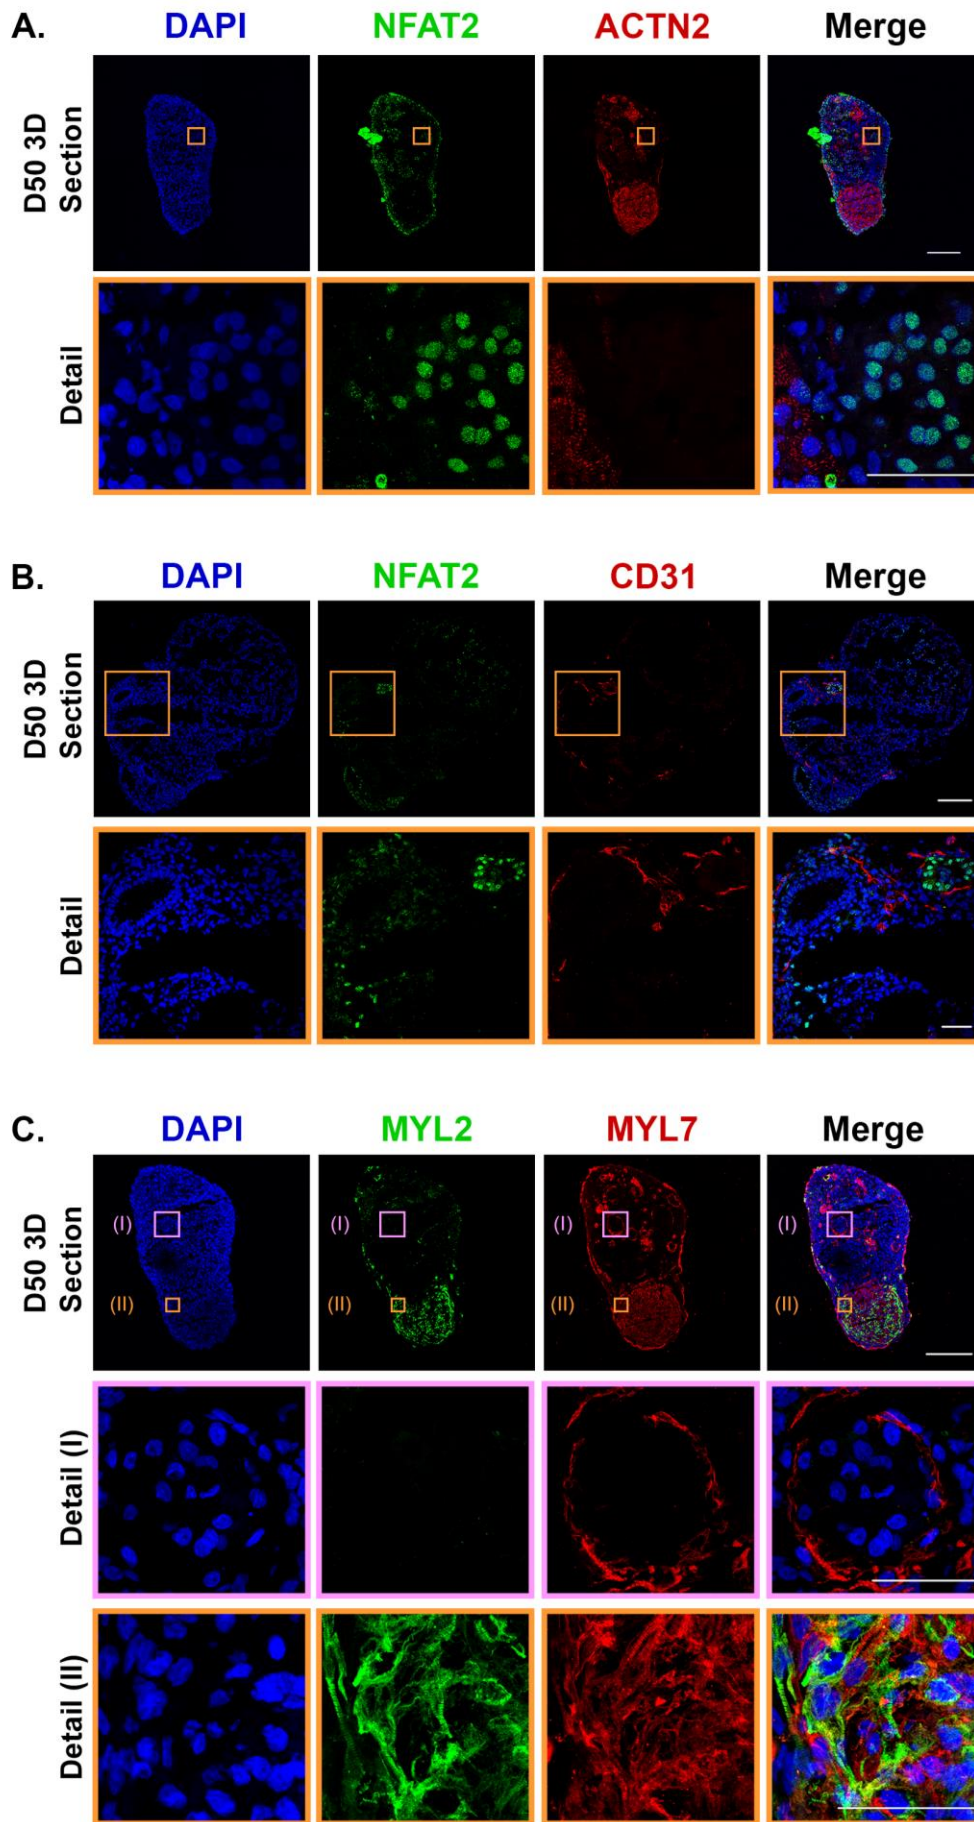 A. DAPI NFAT2 ACTN2 Merge
D50 3D
Section
Detail
B. DAPI NFAT2 CD31 Merge
D50 3D
Section
Detail
C. DAPI MYL2 MYL7 Merge
D50 3D
Section
(I) (I) (I) (I)
(II) (II) (II) (II)
Detail (I)
Detail (II)